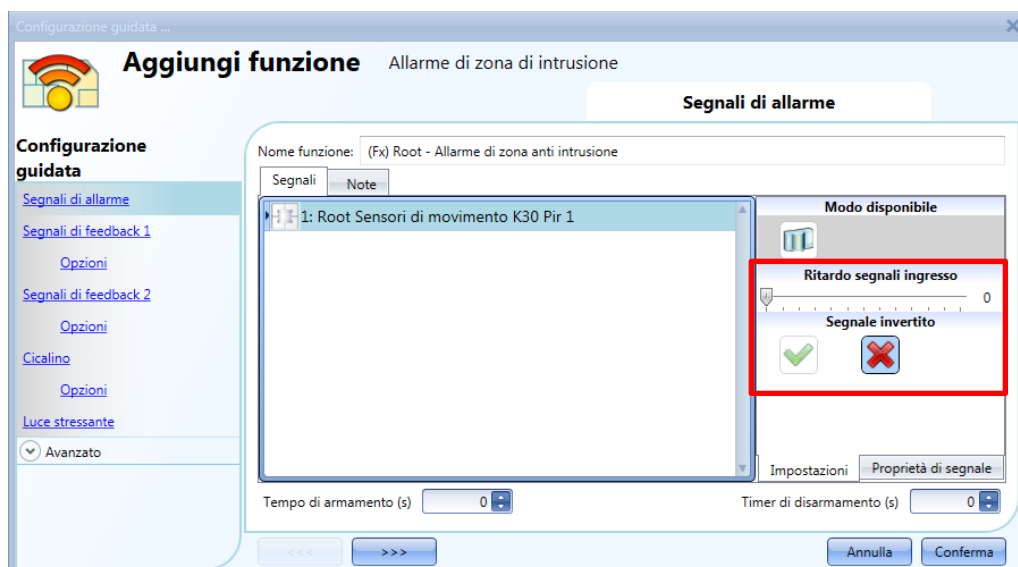 Configurazione guidata ...
Aggiungi funzione Allarme di zona di intrusione
Segnali di allarme
Configurazione
guidata
Segnali di allarme
Segnali di feedback 1
Opzioni
Segnali di feedback 2
Opzioni
Cicalino
Opzioni
Luce stressante
Avanzato
Nome funzione: (Fx) Root - Allarme di zona anti intrusione
Segnali Note
1: Root Sensori di movimento K30 Pir 1
Modo disponibile
Ritardo segnali ingresso
0
Segnale invertito
Impostazioni Proprietà di segnale
Tempo di armamento (s) 0 Timer di disarmamento (s) 0
<<< >>> Annulla Conferma